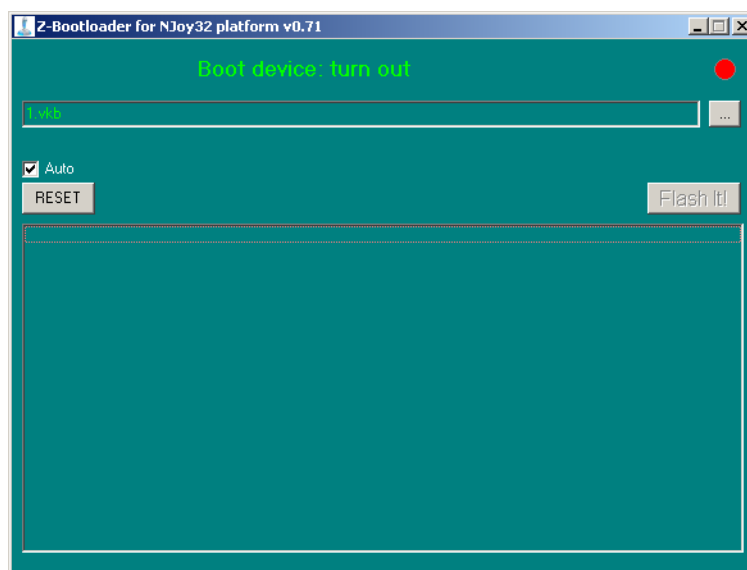 Z-Bootloader for NJoy32 platform v0.71
Boot device: turn out
1.vkb
...
Auto
RESET
Flash It!